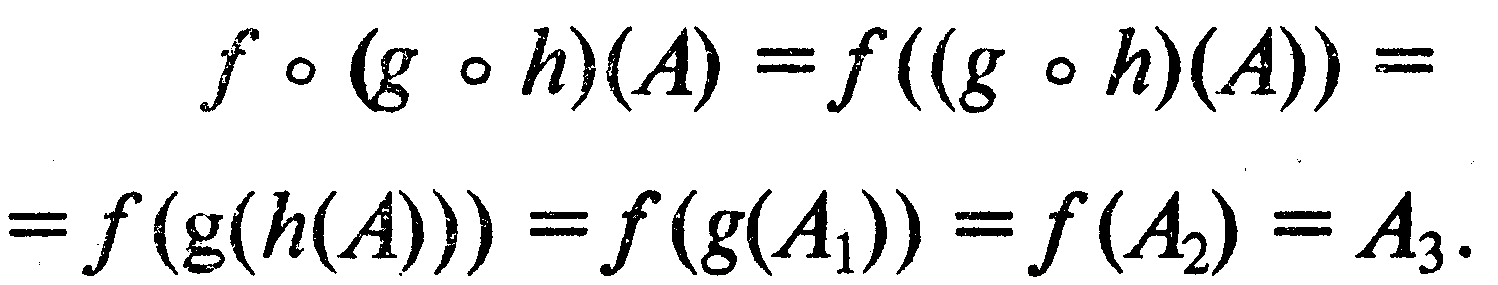 f ∘ (g ∘ h)(A) = f((g ∘ h)(A)) =
= f(g(h(A))) = f(g(A₁)) = f(A₂) = A₃.